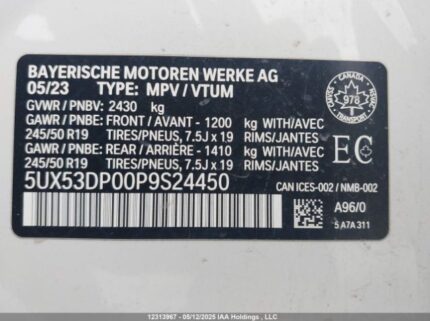 BAYERISCHE MOTOREN WERKE AG
05/23 TYPE: MPV / VTUM
GVWR / PNBV: 2430 kg
GAWR / PNBE: FRONT / AVANT - 1200 kg WITH/AVEC
245/50 R19 TIRES/PNEUS, 7.5J x 19 RIMS/JANTES
GAWR / PNBE: REAR / ARRIÈRE - 1410 kg WITH/AVEC
245/50 R19 TIRES/PNEUS, 7.5J x 19 RIMS/JANTES
CANADA
978
TRANSPORT
EC
5UX53DP00P9S24450
CAN ICES-002 / NMB-002
A96/0
5 A7A 311
12313967 - 05/12/2025 IAA Holdings , LLC